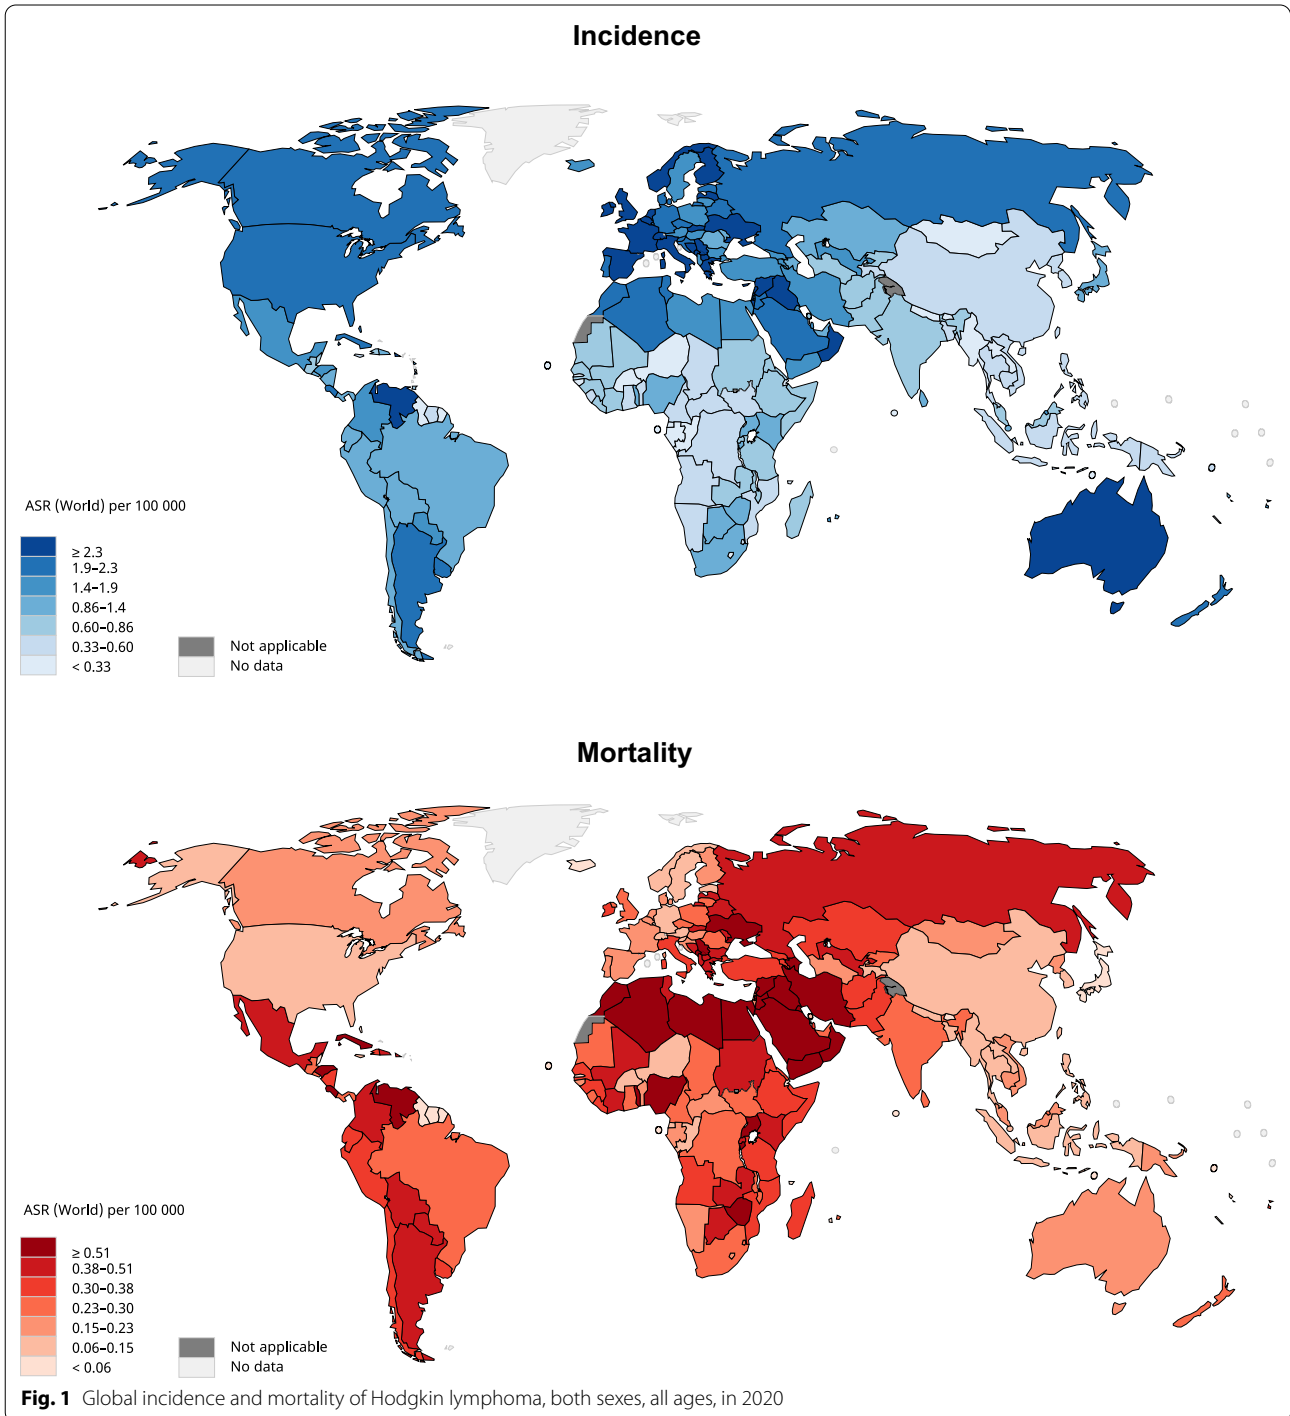 Incidence
ASR (World) per 100 000
≥ 2.3
1.9–2.3
1.4–1.9
0.86–1.4
0.60–0.86
0.33–0.60
< 0.33
Not applicable
No data
Mortality
ASR (World) per 100 000
≥ 0.51
0.38–0.51
0.30–0.38
0.23–0.30
0.15–0.23
0.06–0.15
< 0.06
Not applicable
No data
Fig. 1 Global incidence and mortality of Hodgkin lymphoma, both sexes, all ages, in 2020